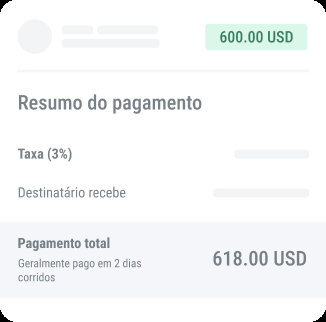 600.00 USD
Resumo do pagamento
Taxa (3%)
Destinatário recebe
Pagamento total
618.00 USD
Geralmente pago em 2 dias
corridos